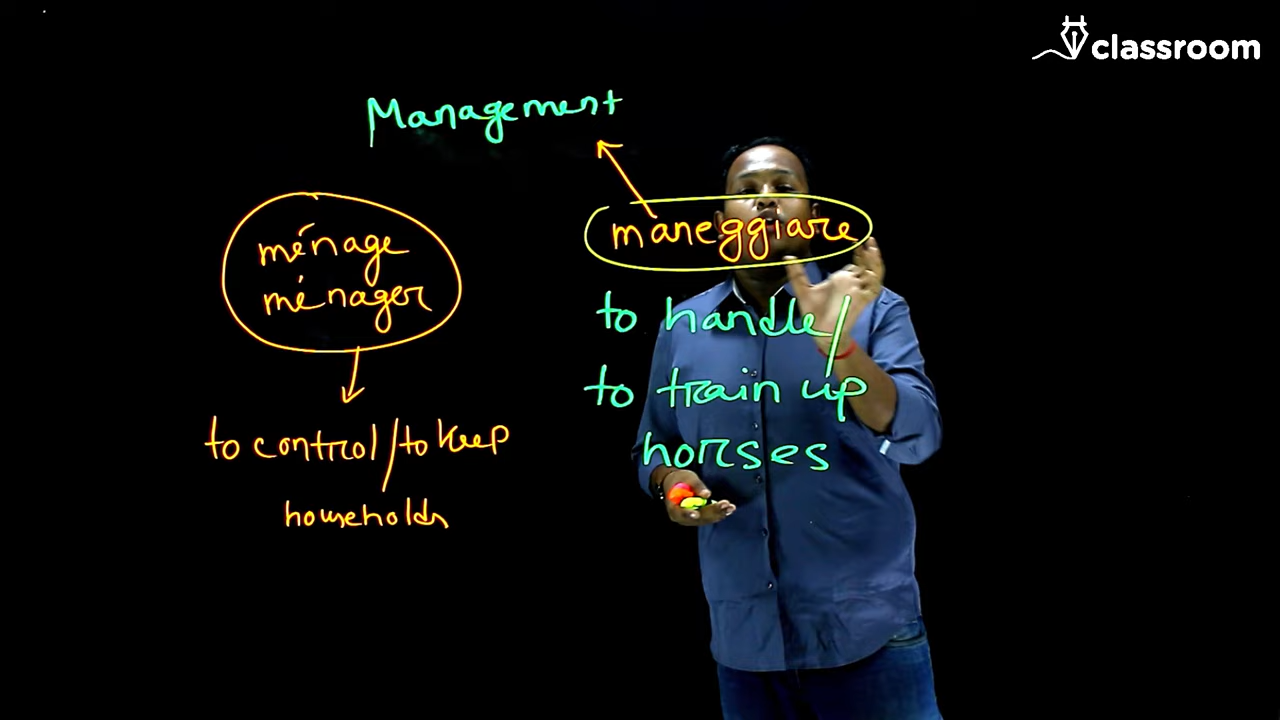 classroom
Management
ménage
ménager
maneggiare
to handle/
to train up
horses
to control/to keep
households